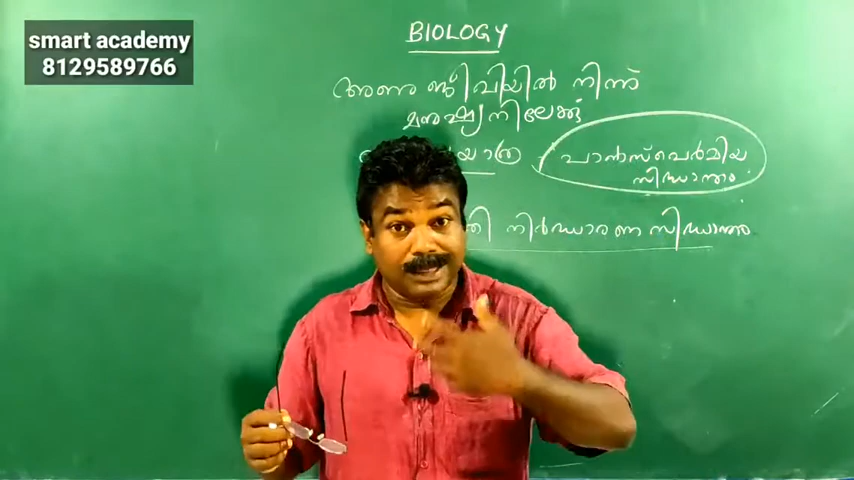 smart academy
8129589766
BIOLOGY
അണു ജീവിയിൽ നിന്ന്
മനുഷ്യനിലേക്കു
യാത്ര
പാൻസ്പെർമിയ
സിദ്ധാന്തം
തി നിർദ്ധാരണ സിദ്ധാന്തം